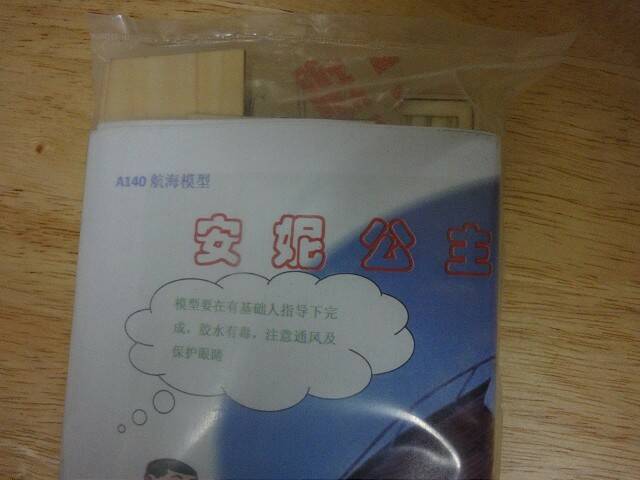 A140 航海模型
安妮公主
模型要在有基础人指导下完
成，胶水有毒，注意通风及
保护眼睛